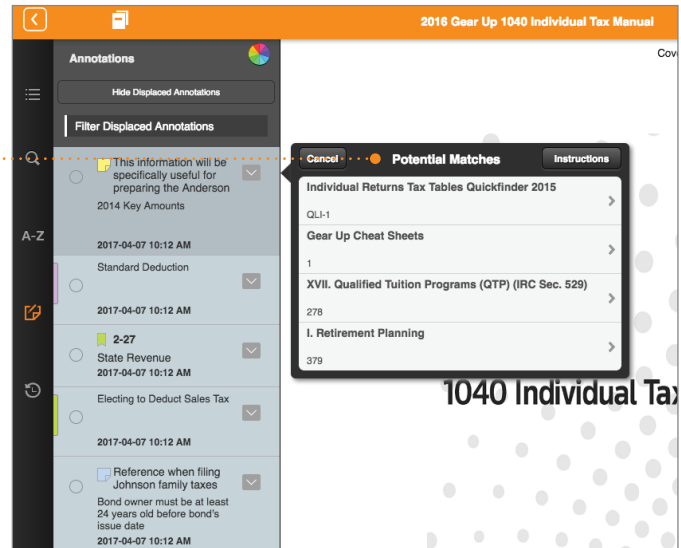 2016 Gear Up 1040 Individual Tax Manual
Annotations
Hide Displaced Annotations
Filter Displaced Annotations
A-Z
This information will be
specifically useful for
preparing the Anderson
2014 Key Amounts
2017-04-07 10:12 AM
Standard Deduction
2017-04-07 10:12 AM
2-27
State Revenue
2017-04-07 10:12 AM
Electing to Deduct Sales Tax
2017-04-07 10:12 AM
Reference when filing
Johnson family taxes
Bond owner must be at least
24 years old before bond's
issue date
2017-04-07 10:12 AM
Cov
Cancel Potential Matches Instructions
Individual Returns Tax Tables Quickfinder 2015
QLI-1
Gear Up Cheat Sheets
1
XVII. Qualified Tuition Programs (QTP) (IRC Sec. 529)
278
I. Retirement Planning
379
1040 Individual Tax